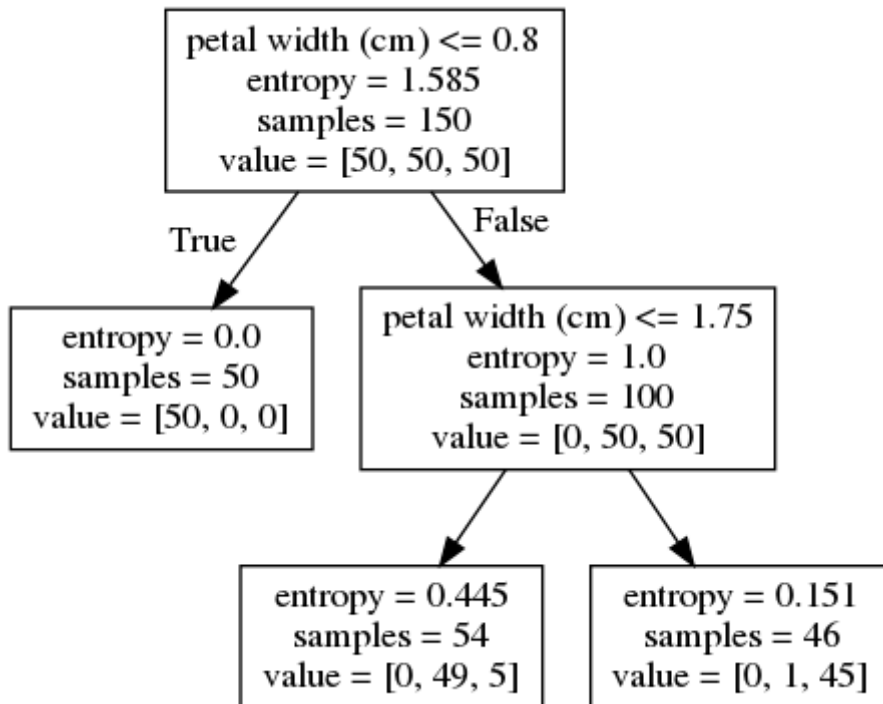 petal width (cm) <= 0.8
entropy = 1.585
samples = 150
value = [50, 50, 50]
True
False
entropy = 0.0
samples = 50
value = [50, 0, 0]
petal width (cm) <= 1.75
entropy = 1.0
samples = 100
value = [0, 50, 50]
entropy = 0.445
samples = 54
value = [0, 49, 5]
entropy = 0.151
samples = 46
value = [0, 1, 45]